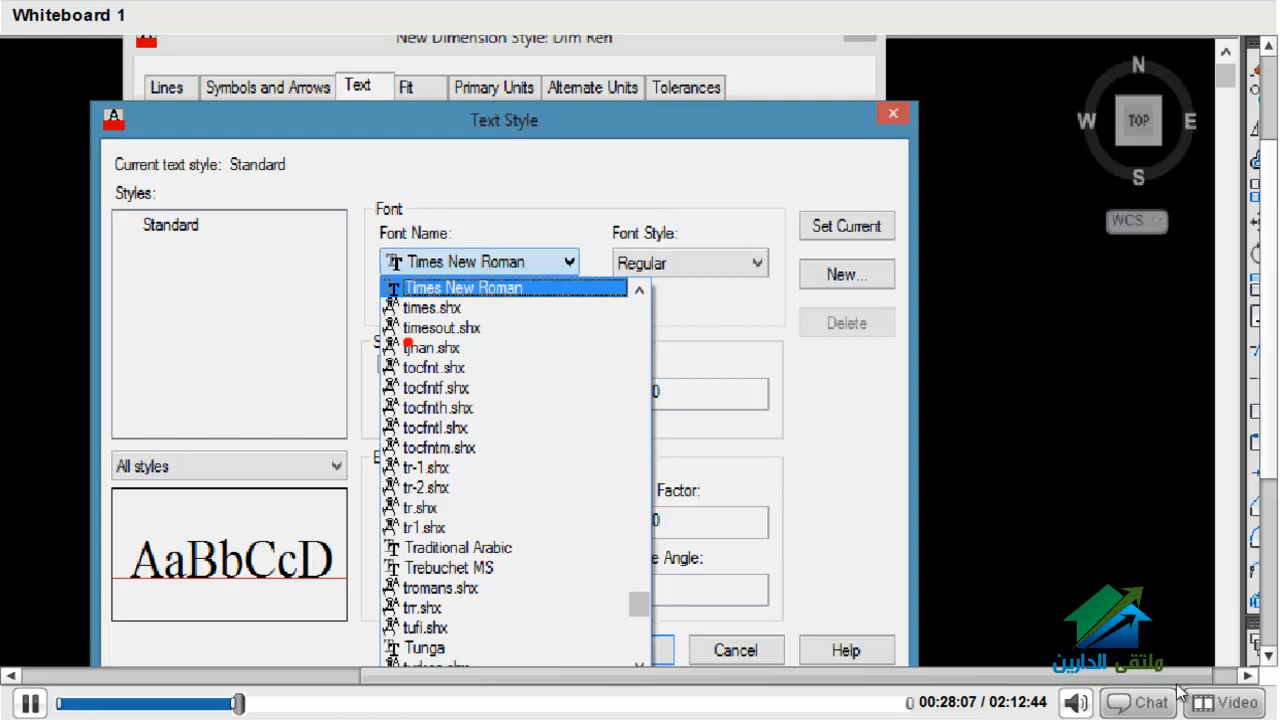 Whiteboard 1
New Dimension Style: Dim Ren
Lines
Symbols and Arrows
Text
Fit
Primary Units
Alternate Units
Tolerances
Text Style
Current text style: Standard
Styles:
Standard
Font
Font Name:
Times New Roman
Font Style:
Regular
Set Current
New...
Delete
Times New Roman
times.shx
timesout.shx
tjhan.shx
tocfnt.shx
tocfntf.shx
tocfnth.shx
tocfntl.shx
tocfntm.shx
tr-1.shx
tr-2.shx
tr.shx
tr1.shx
Traditional Arabic
Trebuchet MS
tromans.shx
trr.shx
tufi.shx
Tunga
All styles
AaBbCcD
Factor:
Angle:
Cancel
Help
N
W
TOP
E
S
WCS
ملتقى الدارين
00:28:07 / 02:12:44
Chat
Video